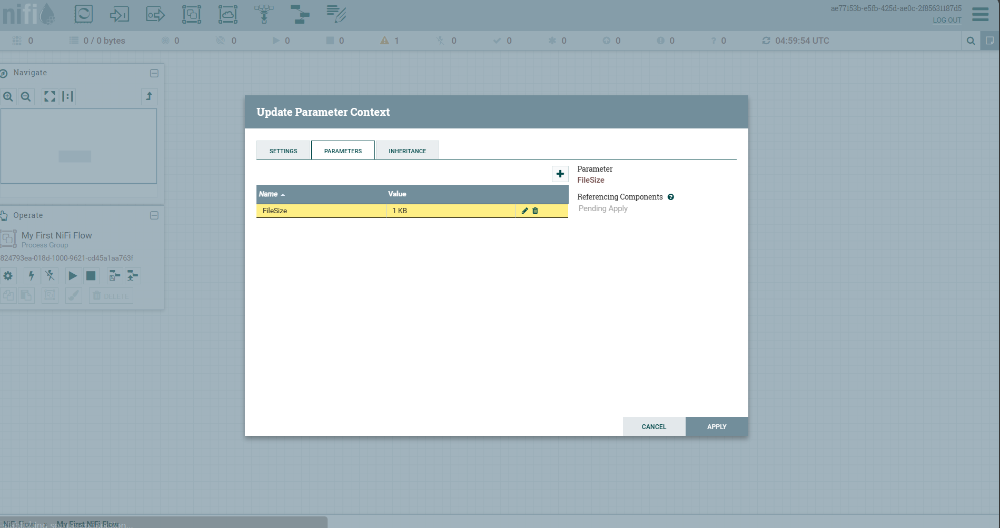 nifi
ae77153b-e5fb-425d-ae0c-2f85631187d5
LOG OUT
0
0 / 0 bytes
0
0
0
0
1
0
0
0
0
0
? 0
04:59:54 UTC
Navigate
Operate
My First NiFi Flow
Process Group
824793ea-018d-1000-9621-cd45a1aa763f
DELETE
Update Parameter Context
SETTINGS
PARAMETERS
INHERITANCE
Parameter
FileSize
Name
Value
Referencing Components ?
FileSize
1 KB
Pending Apply
CANCEL
APPLY
NiFi Flow » My First NiFi Flow